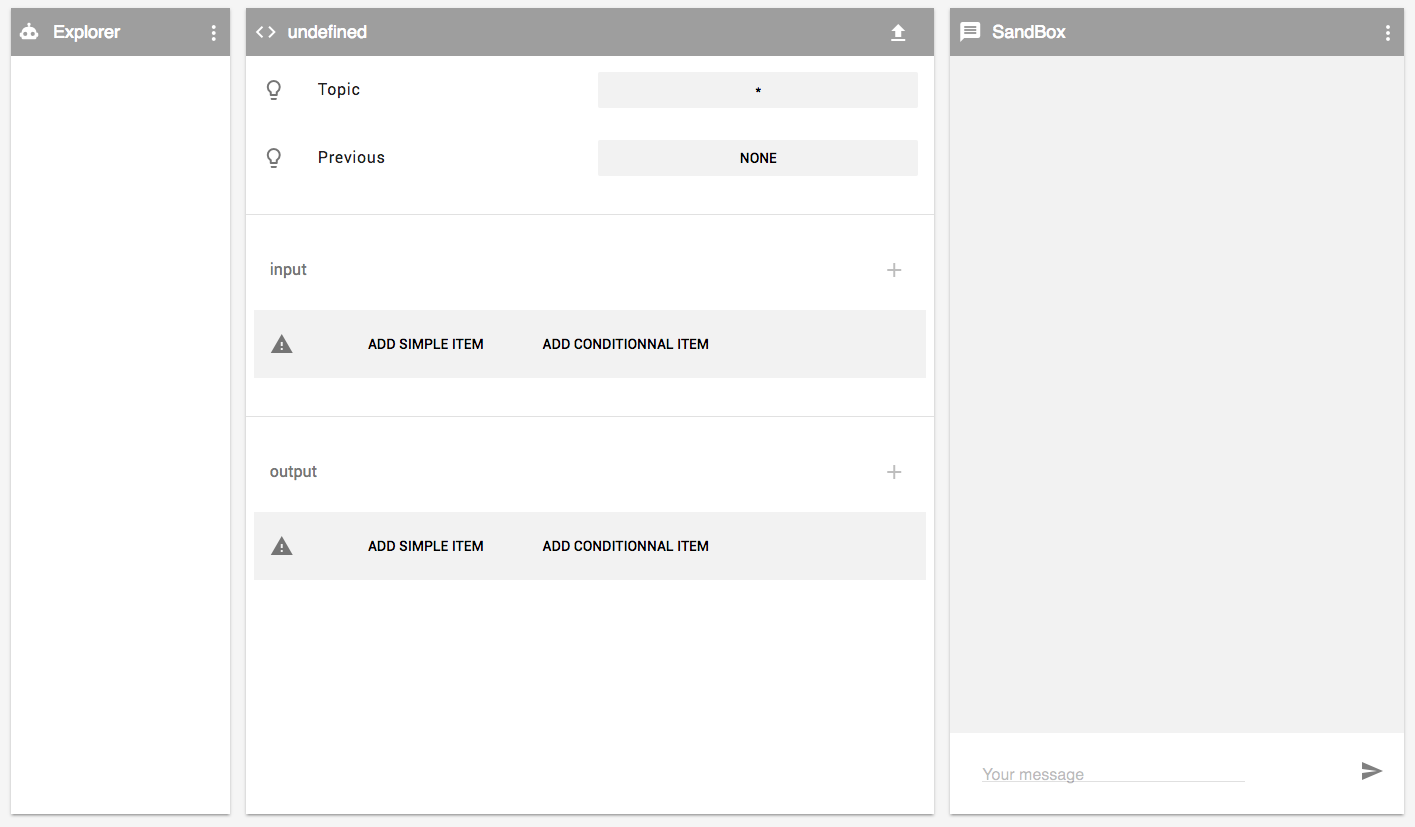 Explorer
undefined
Topic
*
Previous
NONE
input
ADD SIMPLE ITEM
ADD CONDITIONNAL ITEM
output
ADD SIMPLE ITEM
ADD CONDITIONNAL ITEM
SandBox
Your message